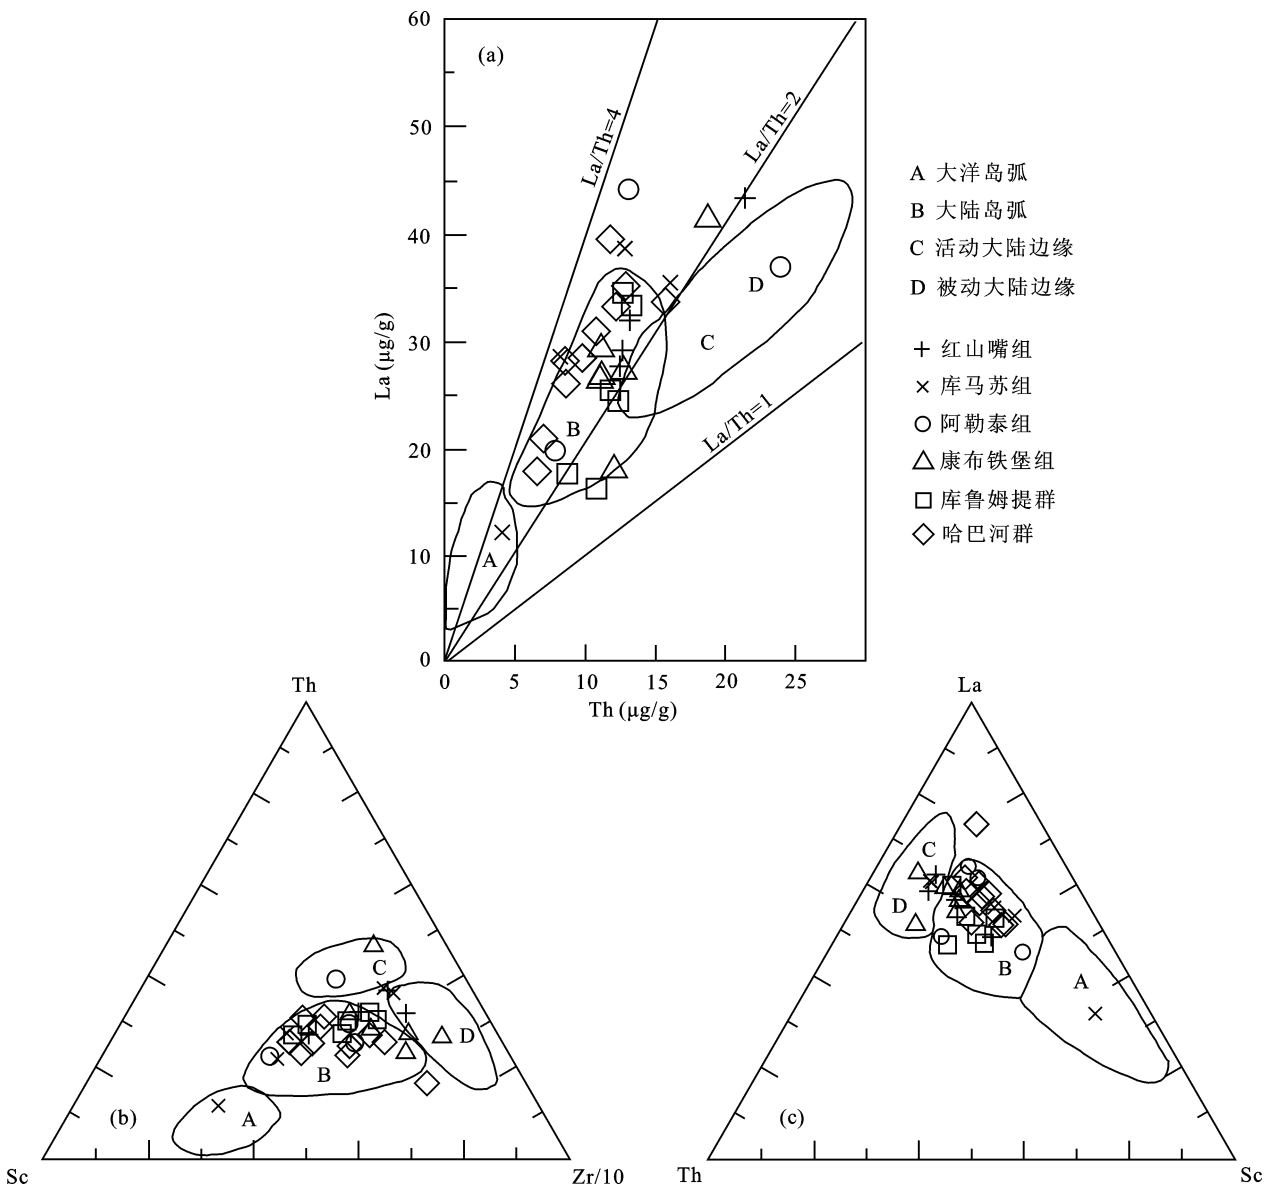 60
(a)
50
La/Th=4
La/Th=2
40
D
30
C
La (μg/g)
La/Th=1
B
20
10
A
0
0 5 10 15 20 25
Th (μg/g)
A 大洋岛弧
B 大陆岛弧
C 活动大陆边缘
D 被动大陆边缘
红山嘴组
库马苏组
阿勒泰组
康布铁堡组
库鲁姆提群
哈巴河群
Th
C
D
B
A
(b)
Sc Zr/10
La
C
D
B
A
(c)
Th Sc